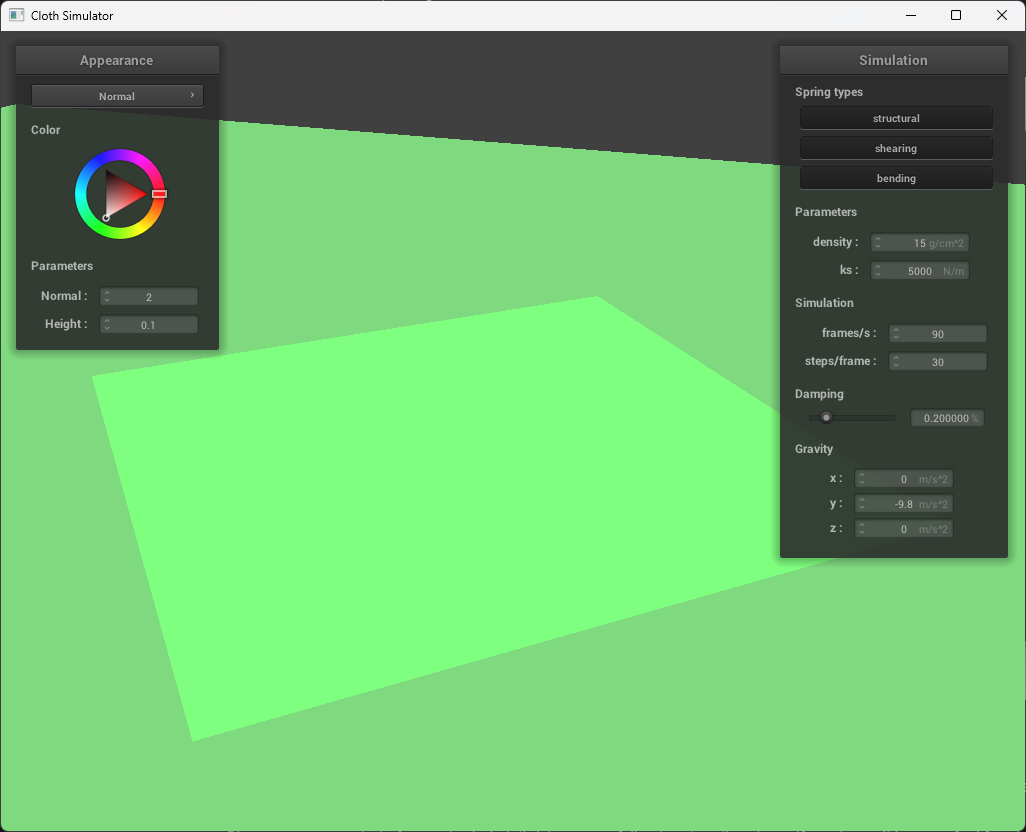 Cloth Simulator
Appearance
Normal
Color
Parameters
Normal : 2
Height : 0.1
Simulation
Spring types
structural
shearing
bending
Parameters
density : 15 g/cm^2
ks : 5000 N/m
Simulation
frames/s : 90
steps/frame : 30
Damping
0.200000 %
Gravity
x : 0 m/s^2
y : -9.8 m/s^2
z : 0 m/s^2